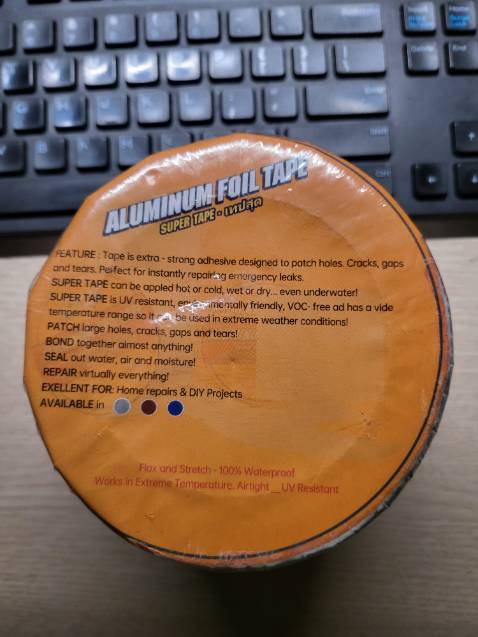 ALUMINUM FOIL TAPE
SUPER TAPE - เทปสุด
FEATURE : Tape is extra - strong adhesive designed to patch holes. Cracks, gaps
and tears. Perfect for instantly repairing emergency leaks.
SUPER TAPE can be appled hot or cold, wet or dry... even underwater!
SUPER TAPE is UV resistant, environmentally friendly, VOC- free ad has a wide
temperature range so it can be used in extreme weather conditions!
PATCH large holes, cracks, gaps and tears!
BOND together almost anything!
SEAL out water, air and moisture!
REPAIR virtually everything!
EXELLENT FOR: Home repairs & DIY Projects
AVAILABLE in
Flax and Stretch - 100% Waterproof
Works in Extreme Temperature. Airtight __ UV Resistant